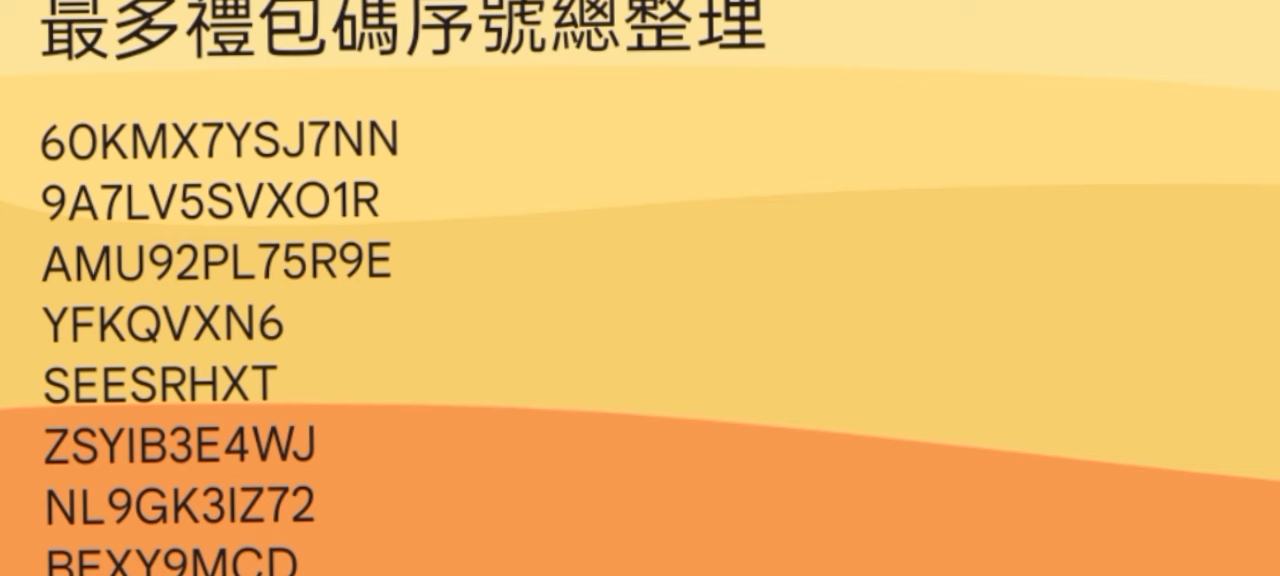 最多禮包碼序號總整理
60KMX7YSJ7NN
9A7LV5SVXO1R
AMU92PL75R9E
YFKQVXN6
SEESRHXT
ZSYIB3E4WJ
NL9GK3IZ72